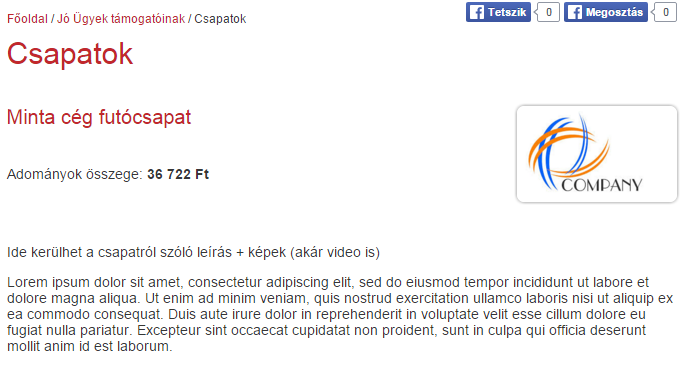 Főoldal / Jó Ügyek támogatóinak / Csapatok
Tetszik 0 Megosztás 0
Csapatok
Minta cég futócsapat
COMPANY
Adományok összege: 36 722 Ft
Ide kerülhet a csapatról szóló leírás + képek (akár video is)
Lorem ipsum dolor sit amet, consectetur adipiscing elit, sed do eiusmod tempor incididunt ut labore et
dolore magna aliqua. Ut enim ad minim veniam, quis nostrud exercitation ullamco laboris nisi ut aliquip ex
ea commodo consequat. Duis aute irure dolor in reprehenderit in voluptate velit esse cillum dolore eu
fugiat nulla pariatur. Excepteur sint occaecat cupidatat non proident, sunt in culpa qui officia deserunt
mollit anim id est laborum.